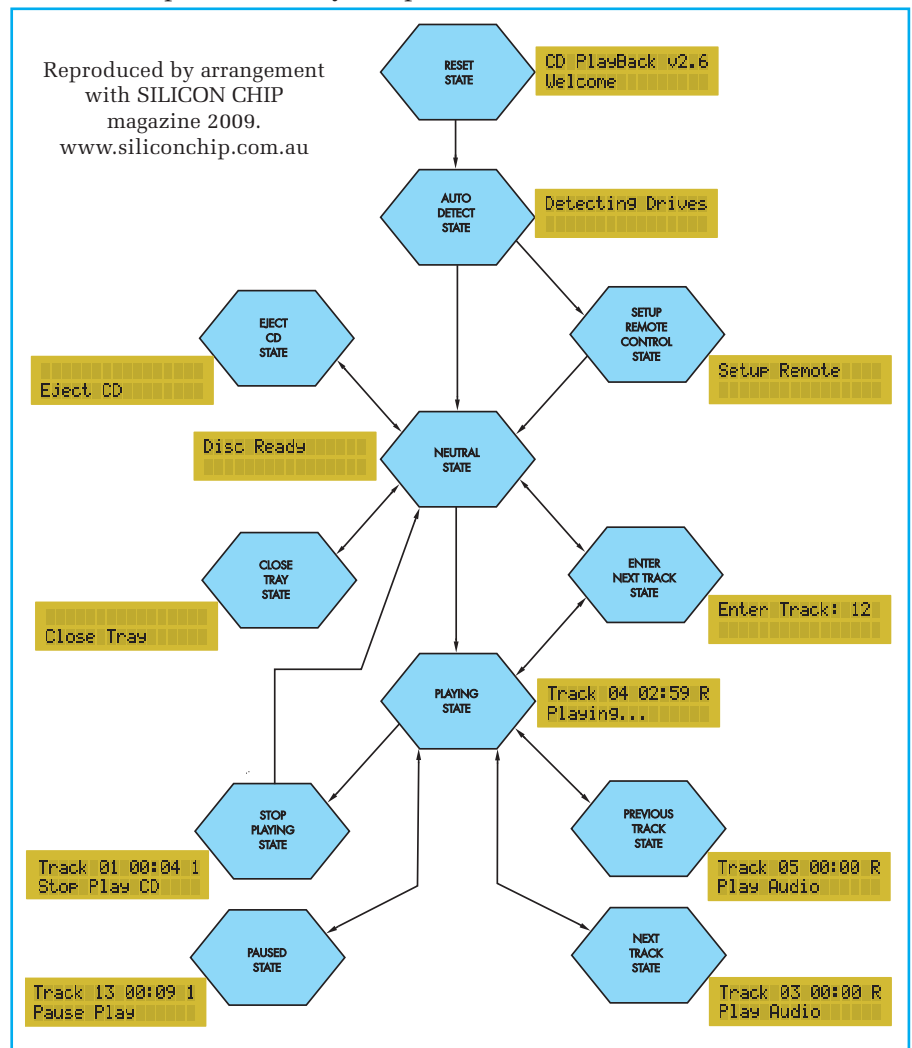 Reproduced by arrangement
with SILICON CHIP
magazine 2009.
www.siliconchip.com.au
RESET
STATE
CD PlayBack v2.6
Welcome
AUTO
DETECT
STATE
Detecting Drives
EJECT
CD
STATE
SETUP
REMOTE
CONTROL
STATE
Eject CD
Setup Remote
Disc Ready
NEUTRAL
STATE
CLOSE
TRAY
STATE
ENTER
NEXT TRACK
STATE
Close Tray
Enter Track: 12
PLAYING
STATE
Track 04 02:59 R
Playing...
STOP
PLAYING
STATE
PREVIOUS
TRACK
STATE
Track 01 00:04 1
Stop Play CD
Track 05 00:00 R
Play Audio
PAUSED
STATE
NEXT
TRACK
STATE
Track 13 00:09 1
Pause Play
Track 03 00:00 R
Play Audio